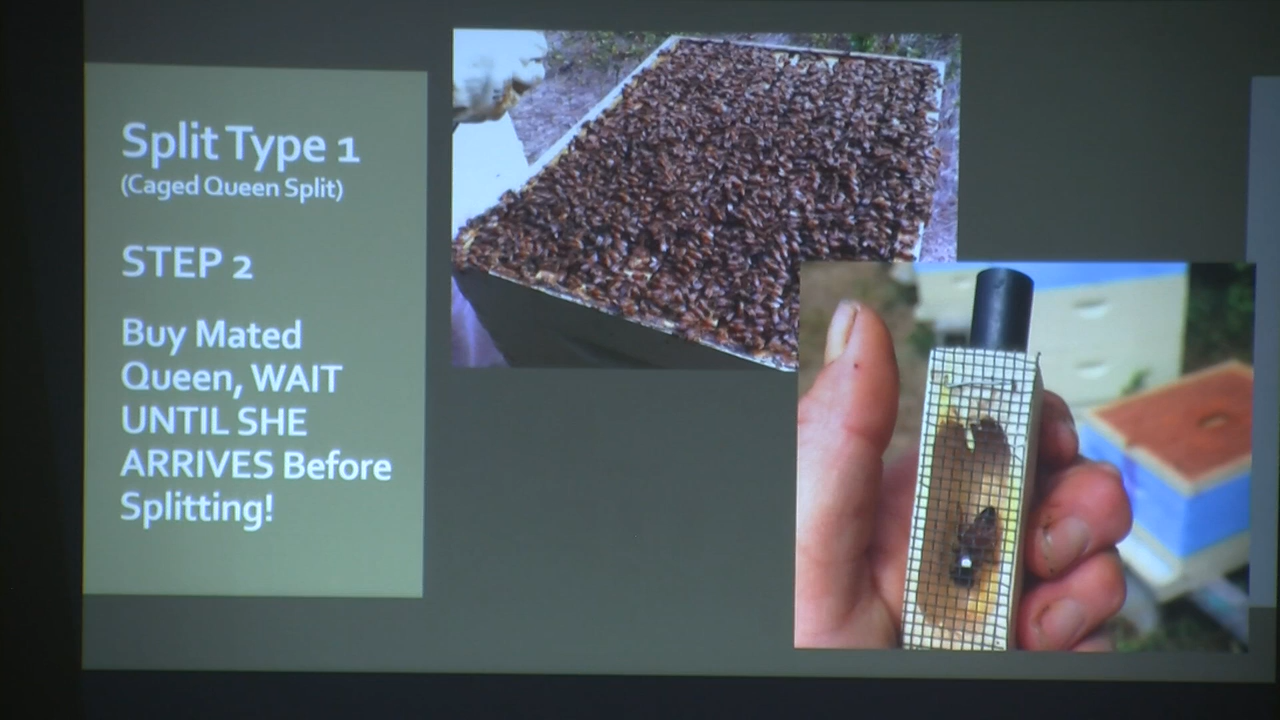 Split Type 1
(Caged Queen Split)
STEP 2
Buy Mated
Queen, WAIT
UNTIL SHE
ARRIVES Before
Splitting!